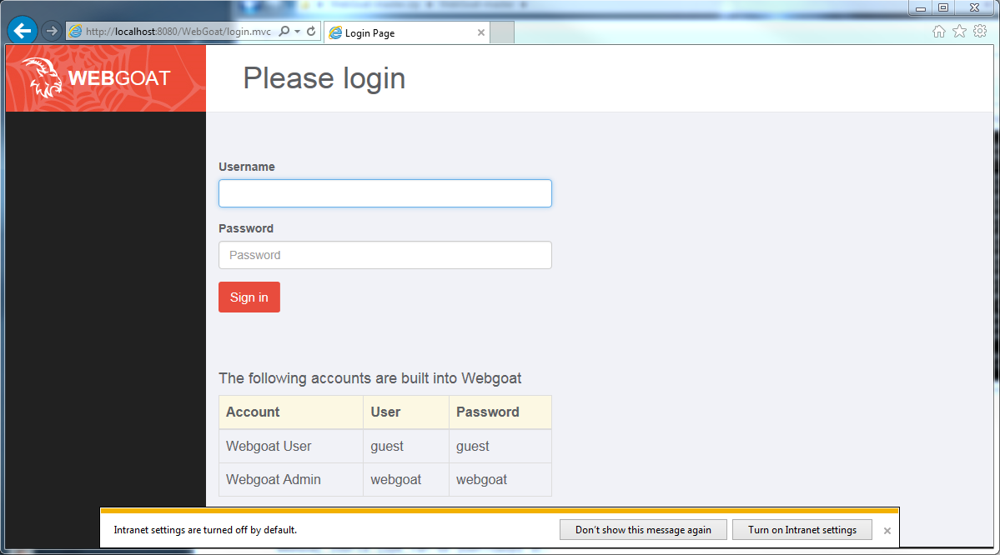 http://localhost:8080/WebGoat/login.mvc
Login Page
WEBGOAT
Please login
Username
Password
Password
Sign in
The following accounts are built into Webgoat
Account User Password
Webgoat User guest guest
Webgoat Admin webgoat webgoat
Intranet settings are turned off by default.
Don't show this message again
Turn on Intranet settings